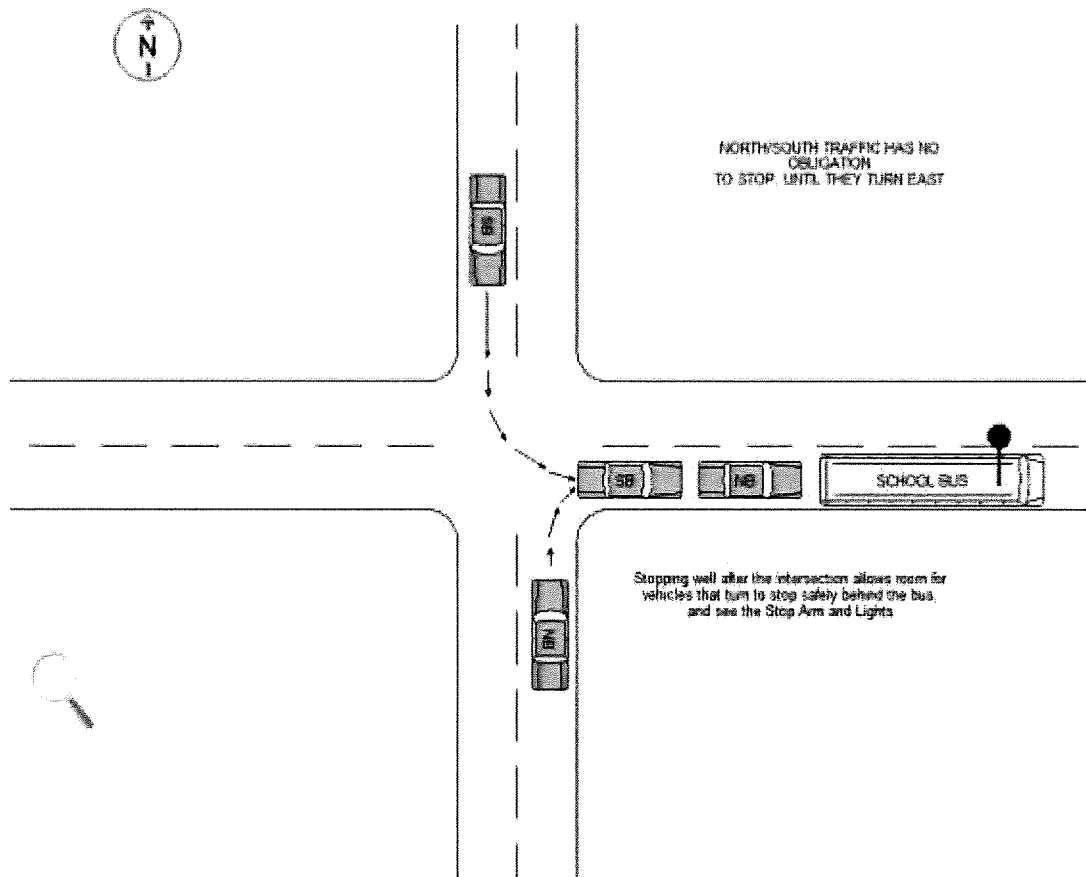 N
NORTH/SOUTH TRAFFIC HAS NO
OBLIGATION
TO STOP, UNTIL THEY TURN EAST
SB
SB
NB
SCHOOL BUS
Stopping well after the intersection allows room for
vehicles that turn to stop safely behind the bus,
and see the Stop Arm and Lights
NB